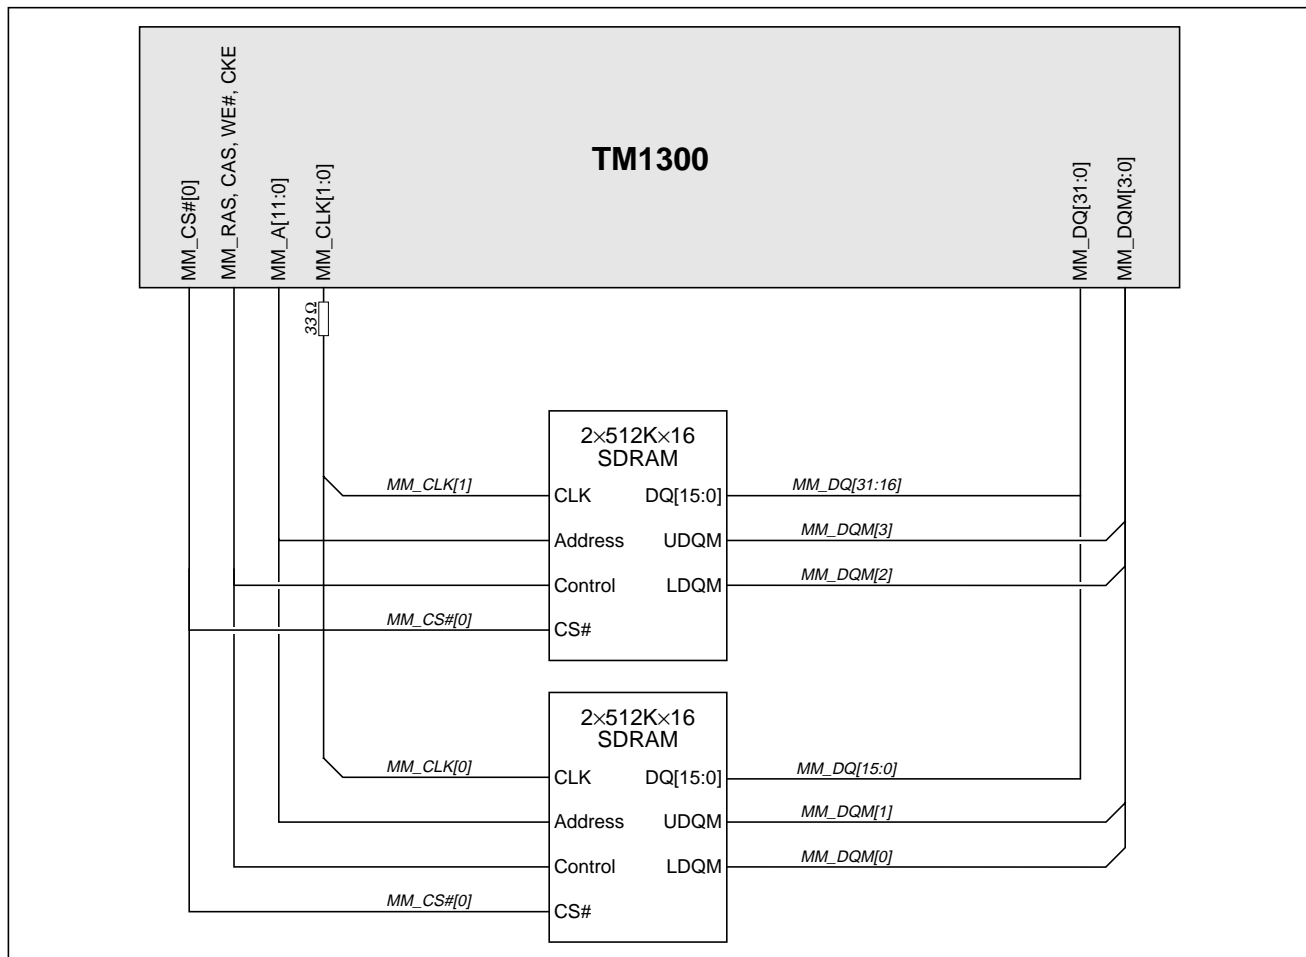 MM_CS#[0]
MM_RAS, CAS, WE#, CKE
MM_A[11:0]
MM_CLK[1:0]
TM1300
MM_DQ[31:0]
MM_DQM[3:0]
33 Ω
2×512K×16
SDRAM
MM_CLK[1]
CLK
DQ[15:0]
MM_DQ[31:16]
Address
UDQM
MM_DQM[3]
Control
LDQM
MM_DQM[2]
MM_CS#[0]
CS#
2×512K×16
SDRAM
MM_CLK[0]
CLK
DQ[15:0]
MM_DQ[15:0]
Address
UDQM
MM_DQM[1]
Control
LDQM
MM_DQM[0]
MM_CS#[0]
CS#